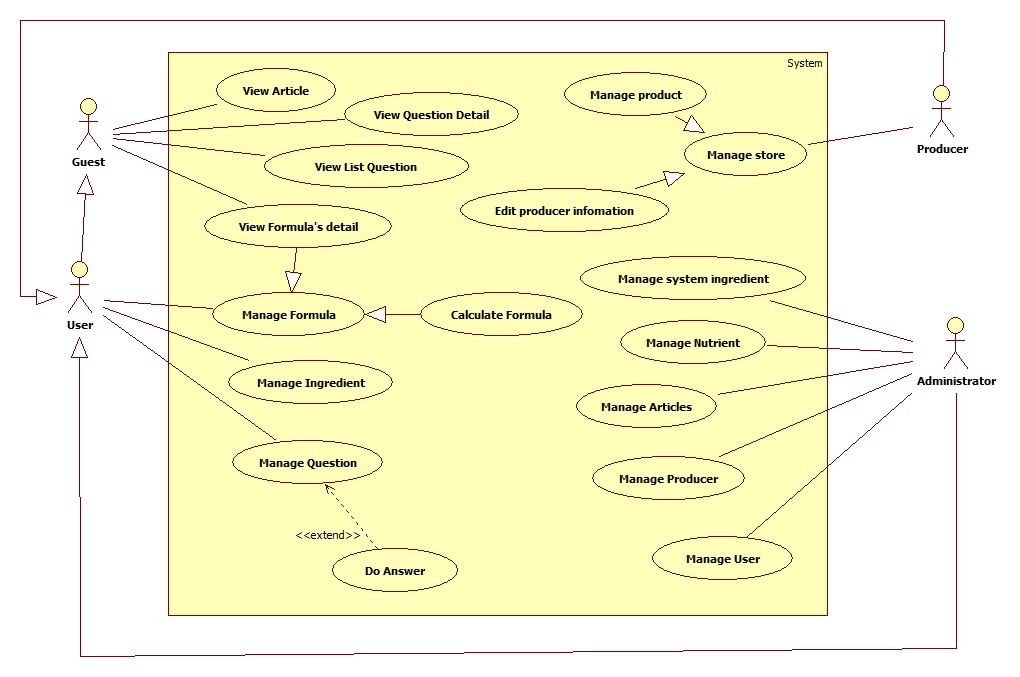 System
View Article
Manage product
View Question Detail
Guest
Producer
Manage store
View List Question
Edit producer infomation
View Formula's detail
Manage system ingredient
User
Manage Formula
Calculate Formula
Manage Nutrient
Administrator
Manage Ingredient
Manage Articles
Manage Question
Manage Producer
<<extend>>
Manage User
Do Answer